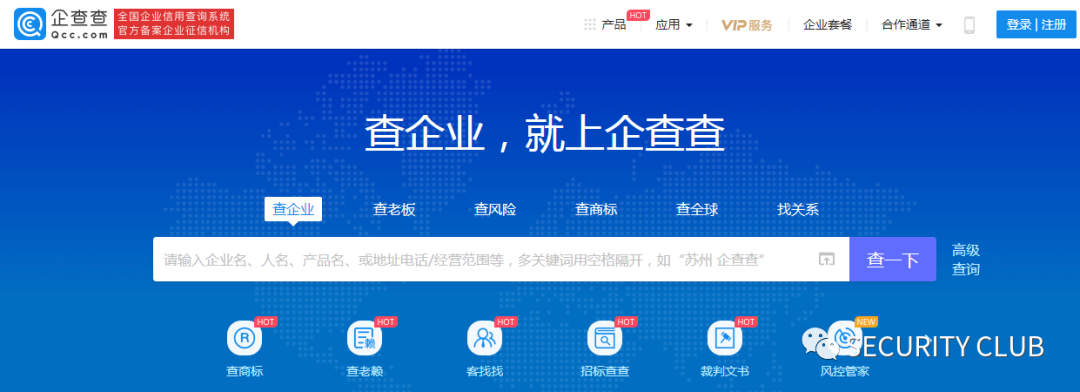 企查查
Qcc.com
全国企业信用查询系统
官方备案企业征信机构
产品
HOT
应用
VIP服务
企业套餐
合作通道
登录 | 注册
查企业，就上企查查
查企业
查老板
查风险
查商标
查全球
找关系
请输入企业名、人名、产品名、或地址电话/经营范围等，多关键词用空格隔开，如“苏州 企查查”
查一下
高级
查询
HOT
HOT
HOT
HOT
HOT
NEW
R
赖
查商标
查老赖
客找找
招标查查
裁判文书
风控管家
SECURITY CLUB